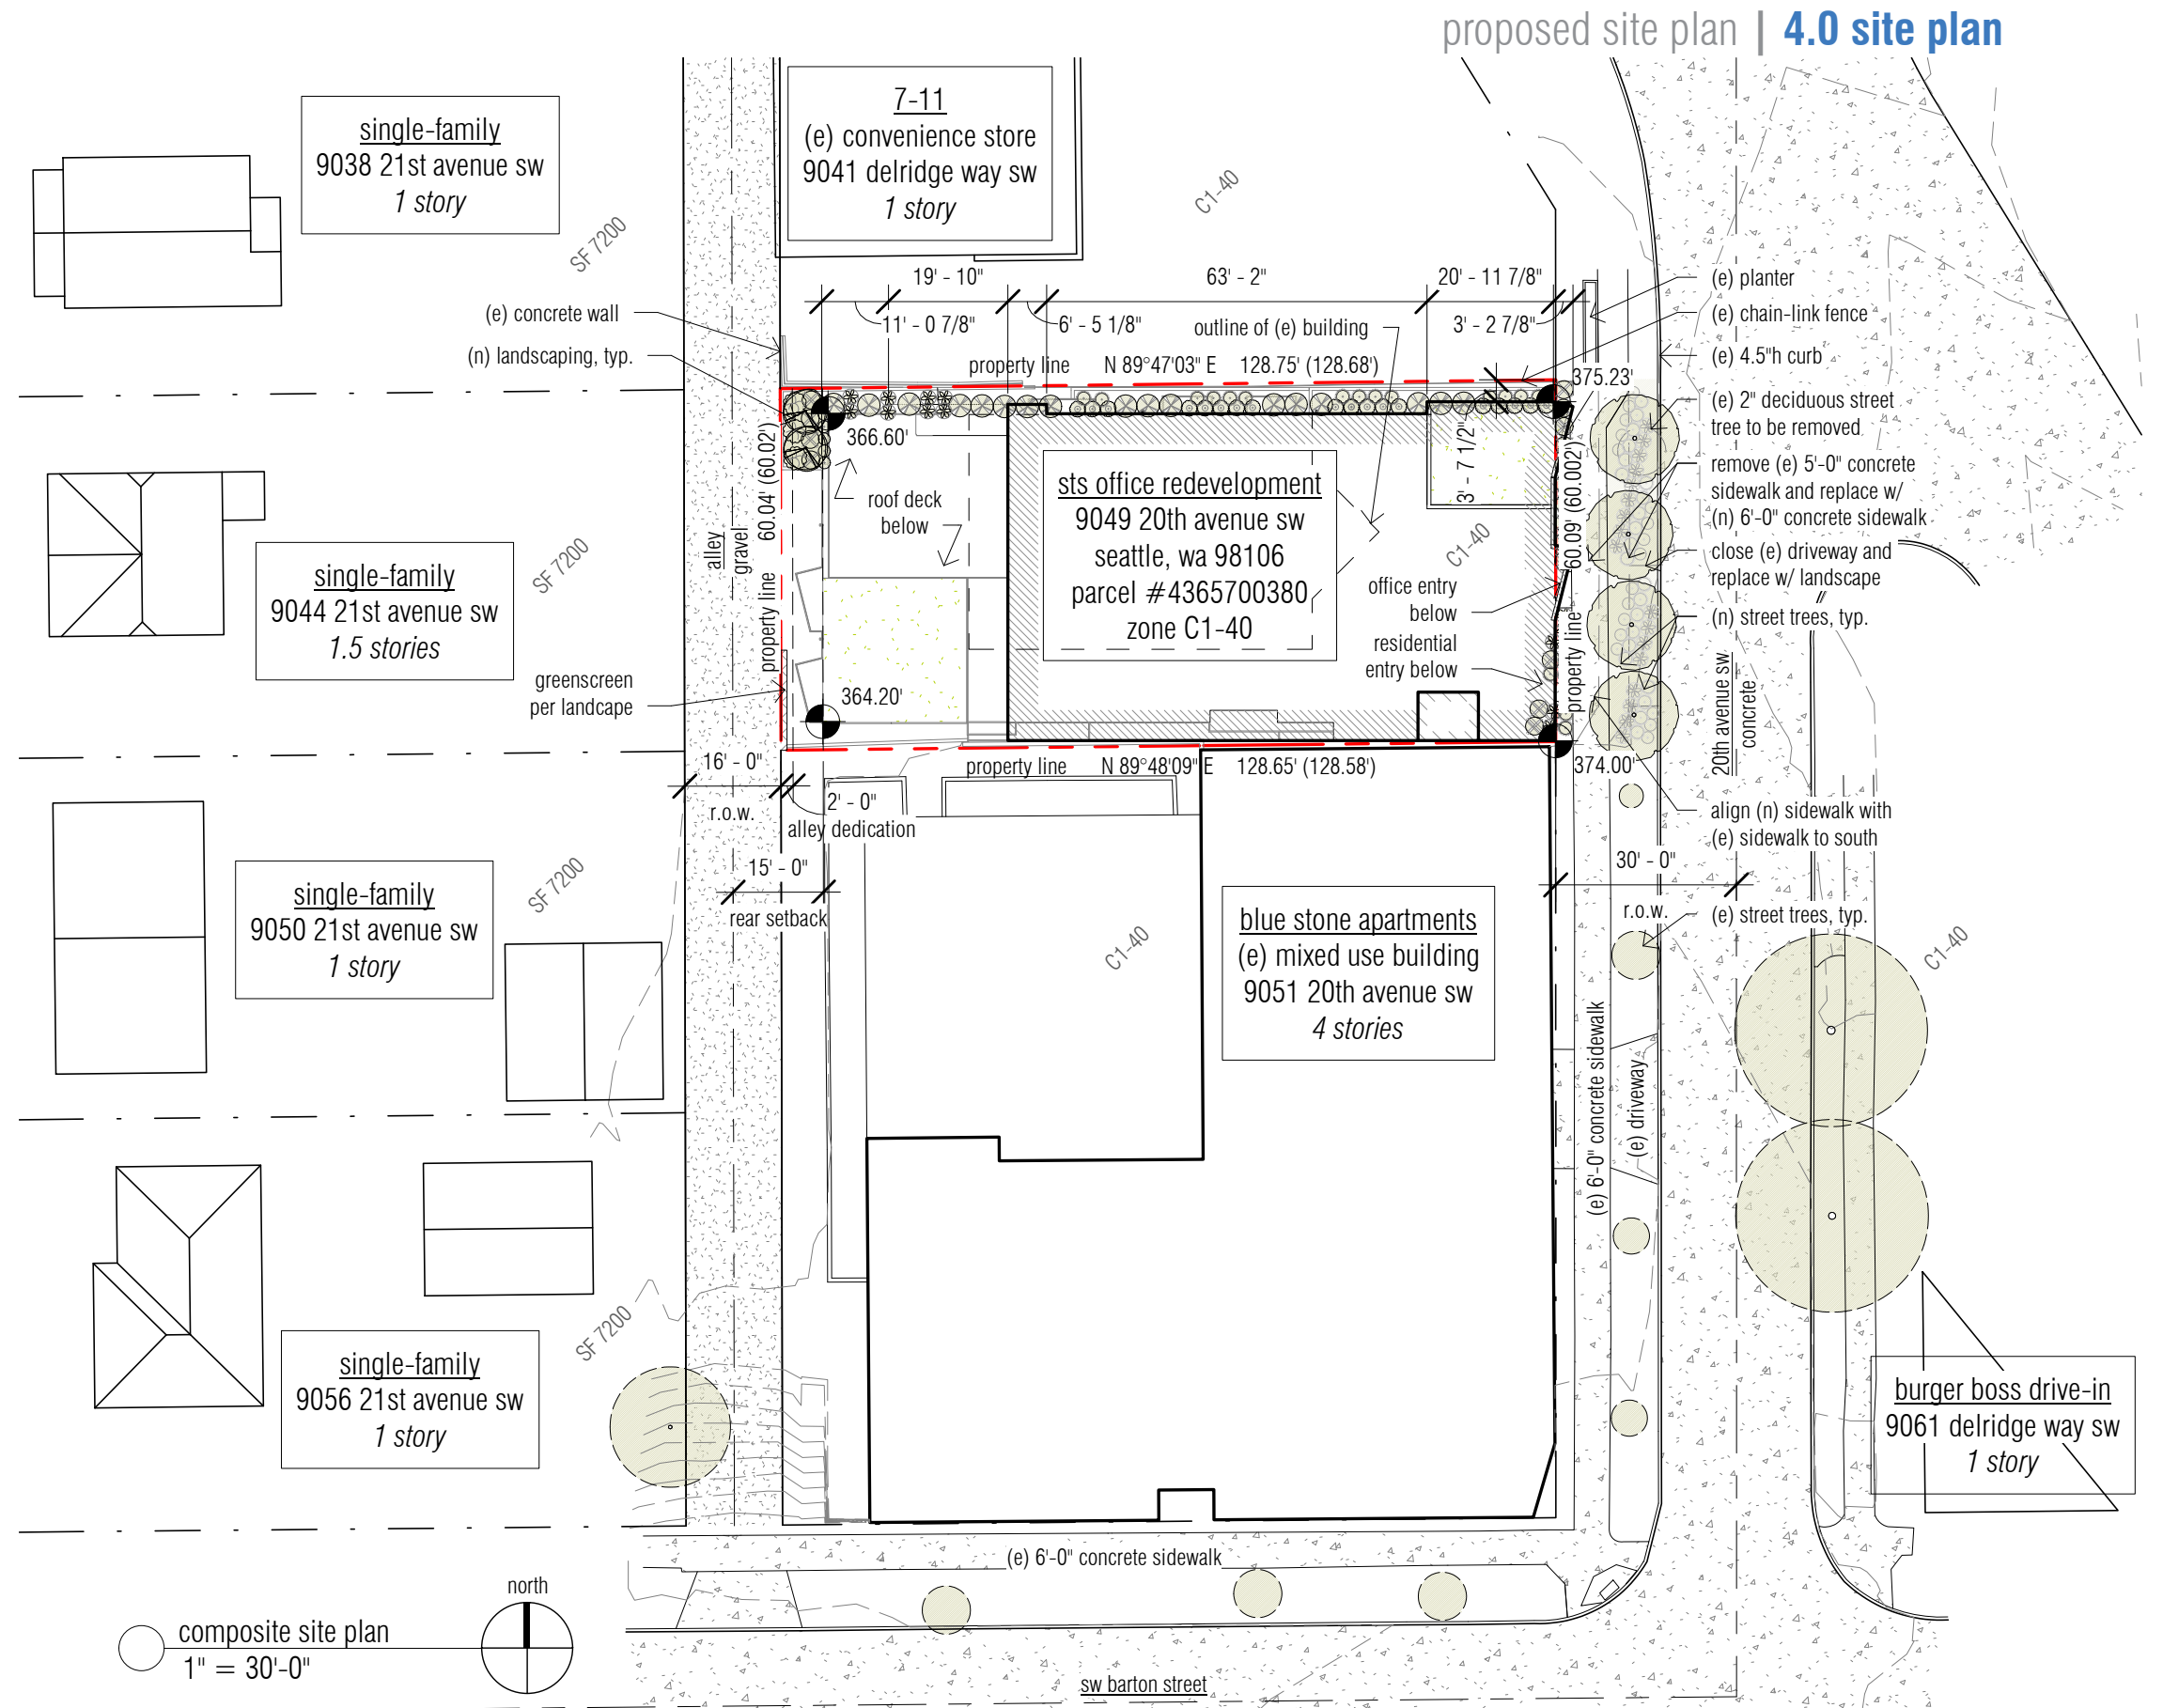 proposed site plan | 4.0 site plan
single-family
9038 21st avenue sw
1 story
SF 7200
7-11
(e) convenience store
9041 delridge way sw
1 story
C1-40
(e) concrete wall
(n) landscaping, typ.
19' - 10"
63' - 2"
20' - 11 7/8"
11' - 0 7/8"
6' - 5 1/8"
outline of (e) building
3' - 2 7/8"
property line N 89°47'03" E 128.75' (128.68')
375.23'
(e) planter
(e) chain-link fence
(e) 4.5"h curb
(e) 2" deciduous street
tree to be removed
remove (e) 5'-0" concrete
sidewalk and replace w/
(n) 6'-0" concrete sidewalk
close (e) driveway and
replace w/ landscape
(n) street trees, typ.
366.60'
3' - 7 1/2"
roof deck
below
sts office redevelopment
9049 20th avenue sw
seattle, wa 98106
parcel #4365700380
zone C1-40
C1-40
office entry
below
residential
entry below
property line 60.04' (60.02')
property line 60.09' (60.002')
alley
gravel
single-family
9044 21st avenue sw
1.5 stories
SF 7200
greenscreen
per landcape
364.20'
20th avenue sw
concrete
16' - 0"
r.o.w.
2' - 0"
alley dedication
property line N 89°48'09" E 128.65' (128.58')
374.00'
align (n) sidewalk with
(e) sidewalk to south
15' - 0"
rear setback
30' - 0"
r.o.w.
(e) street trees, typ.
single-family
9050 21st avenue sw
1 story
SF 7200
C1-40
blue stone apartments
(e) mixed use building
9051 20th avenue sw
4 stories
C1-40
(e) 6'-0" concrete sidewalk
(e) driveway
single-family
9056 21st avenue sw
1 story
SF 7200
burger boss drive-in
9061 delridge way sw
1 story
(e) 6'-0" concrete sidewalk
north
composite site plan
1" = 30'-0"
sw barton street